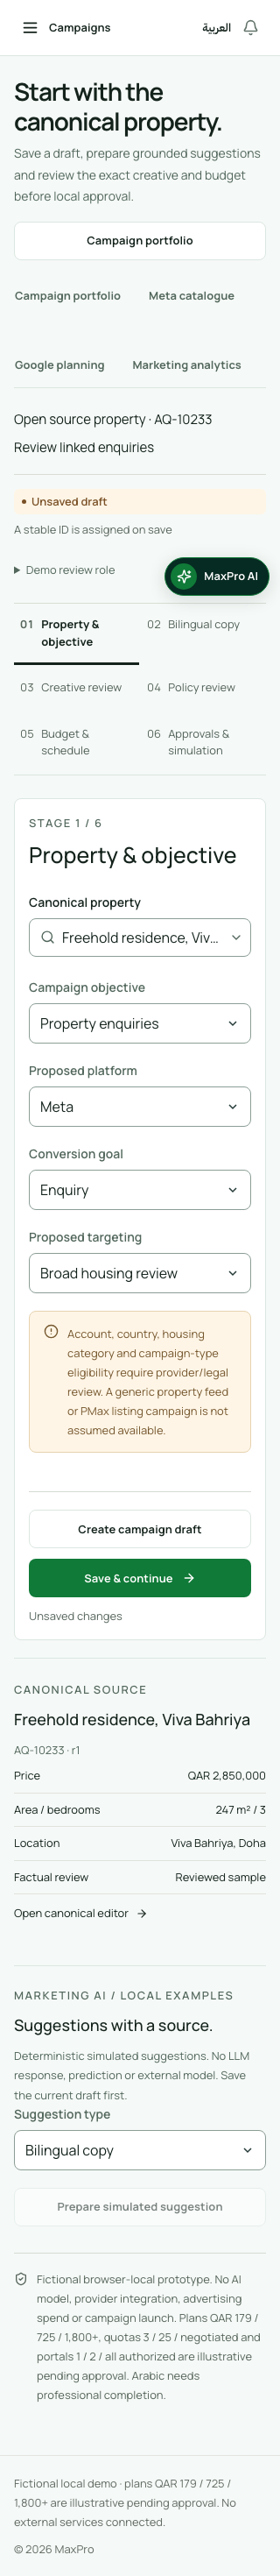 Campaigns
العربية
Start with the
canonical property.
Save a draft, prepare grounded suggestions
and review the exact creative and budget
before local approval.
Campaign portfolio
Campaign portfolio
Meta catalogue
Google planning
Marketing analytics
Open source property · AQ-10233
Review linked enquiries
Unsaved draft
A stable ID is assigned on save
Demo review role
MaxPro AI
01 Property &
objective
02 Bilingual copy
03 Creative review
04 Policy review
05 Budget &
schedule
06 Approvals &
simulation
STAGE 1 / 6
Property & objective
Canonical property
Freehold residence, Viv...
Campaign objective
Property enquiries
Proposed platform
Meta
Conversion goal
Enquiry
Proposed targeting
Broad housing review
Account, country, housing
category and campaign-type
eligibility require provider/legal
review. A generic property feed
or PMax listing campaign is not
assumed available.
Create campaign draft
Save & continue →
Unsaved changes
CANONICAL SOURCE
Freehold residence, Viva Bahriya
AQ-10233 · r1
Price QAR 2,850,000
Area / bedrooms 247 m² / 3
Location Viva Bahriya, Doha
Factual review Reviewed sample
Open canonical editor →
MARKETING AI / LOCAL EXAMPLES
Suggestions with a source.
Deterministic simulated suggestions. No LLM
response, prediction or external model. Save
the current draft first.
Suggestion type
Bilingual copy
Prepare simulated suggestion
Fictional browser-local prototype. No AI
model, provider integration, advertising
spend or campaign launch. Plans QAR 179 /
725 / 1,800+, quotas 3 / 25 / negotiated and
portals 1 / 2 / all authorized are illustrative
pending approval. Arabic needs
professional completion.
Fictional local demo · plans QAR 179 / 725 /
1,800+ are illustrative pending approval. No
external services connected.
© 2026 MaxPro